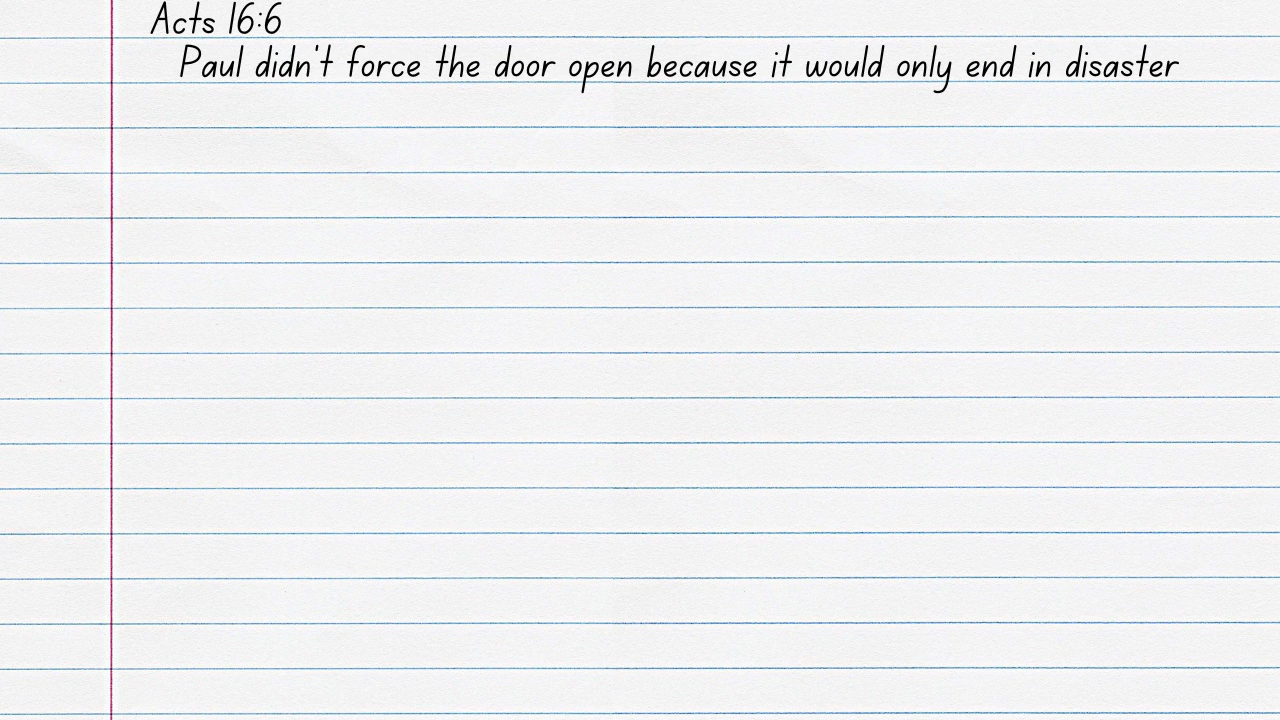 Acts 16:6
Paul didn't force the door open because it would only end in disaster